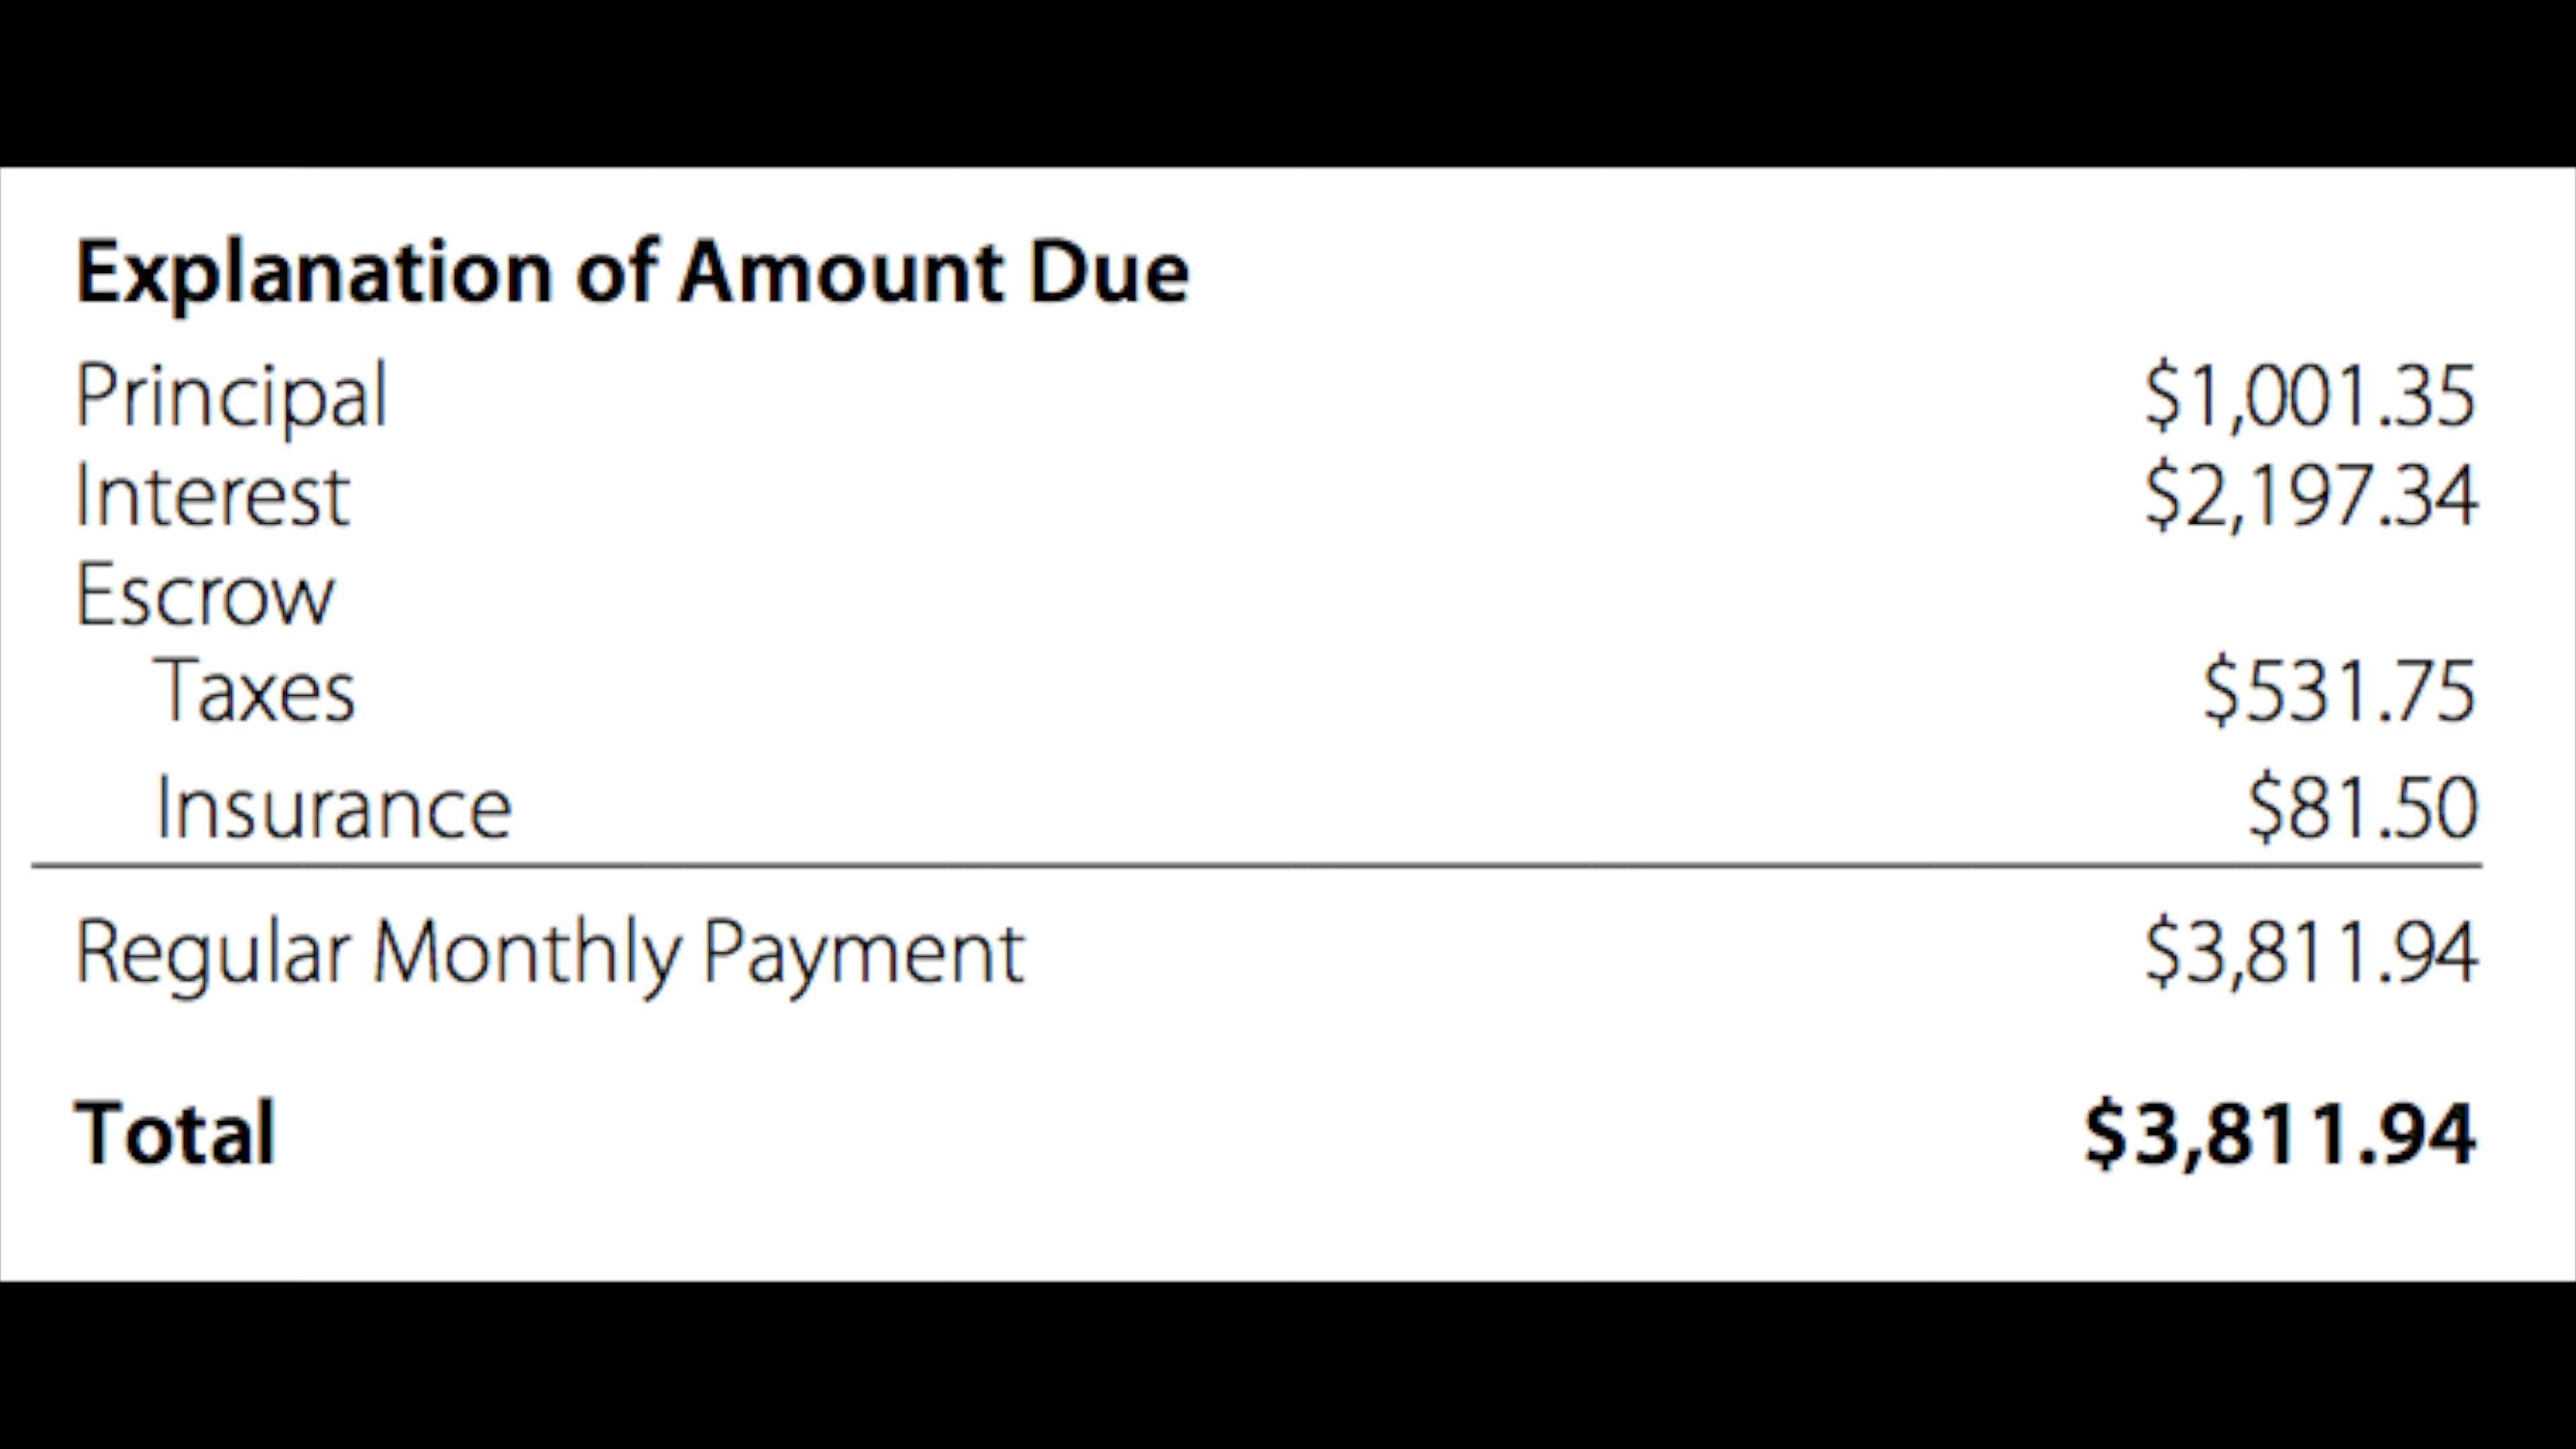 Explanation of Amount Due
Principal $1,001.35
Interest $2,197.34
Escrow
Taxes $531.75
Insurance $81.50
Regular Monthly Payment $3,811.94
Total $3,811.94